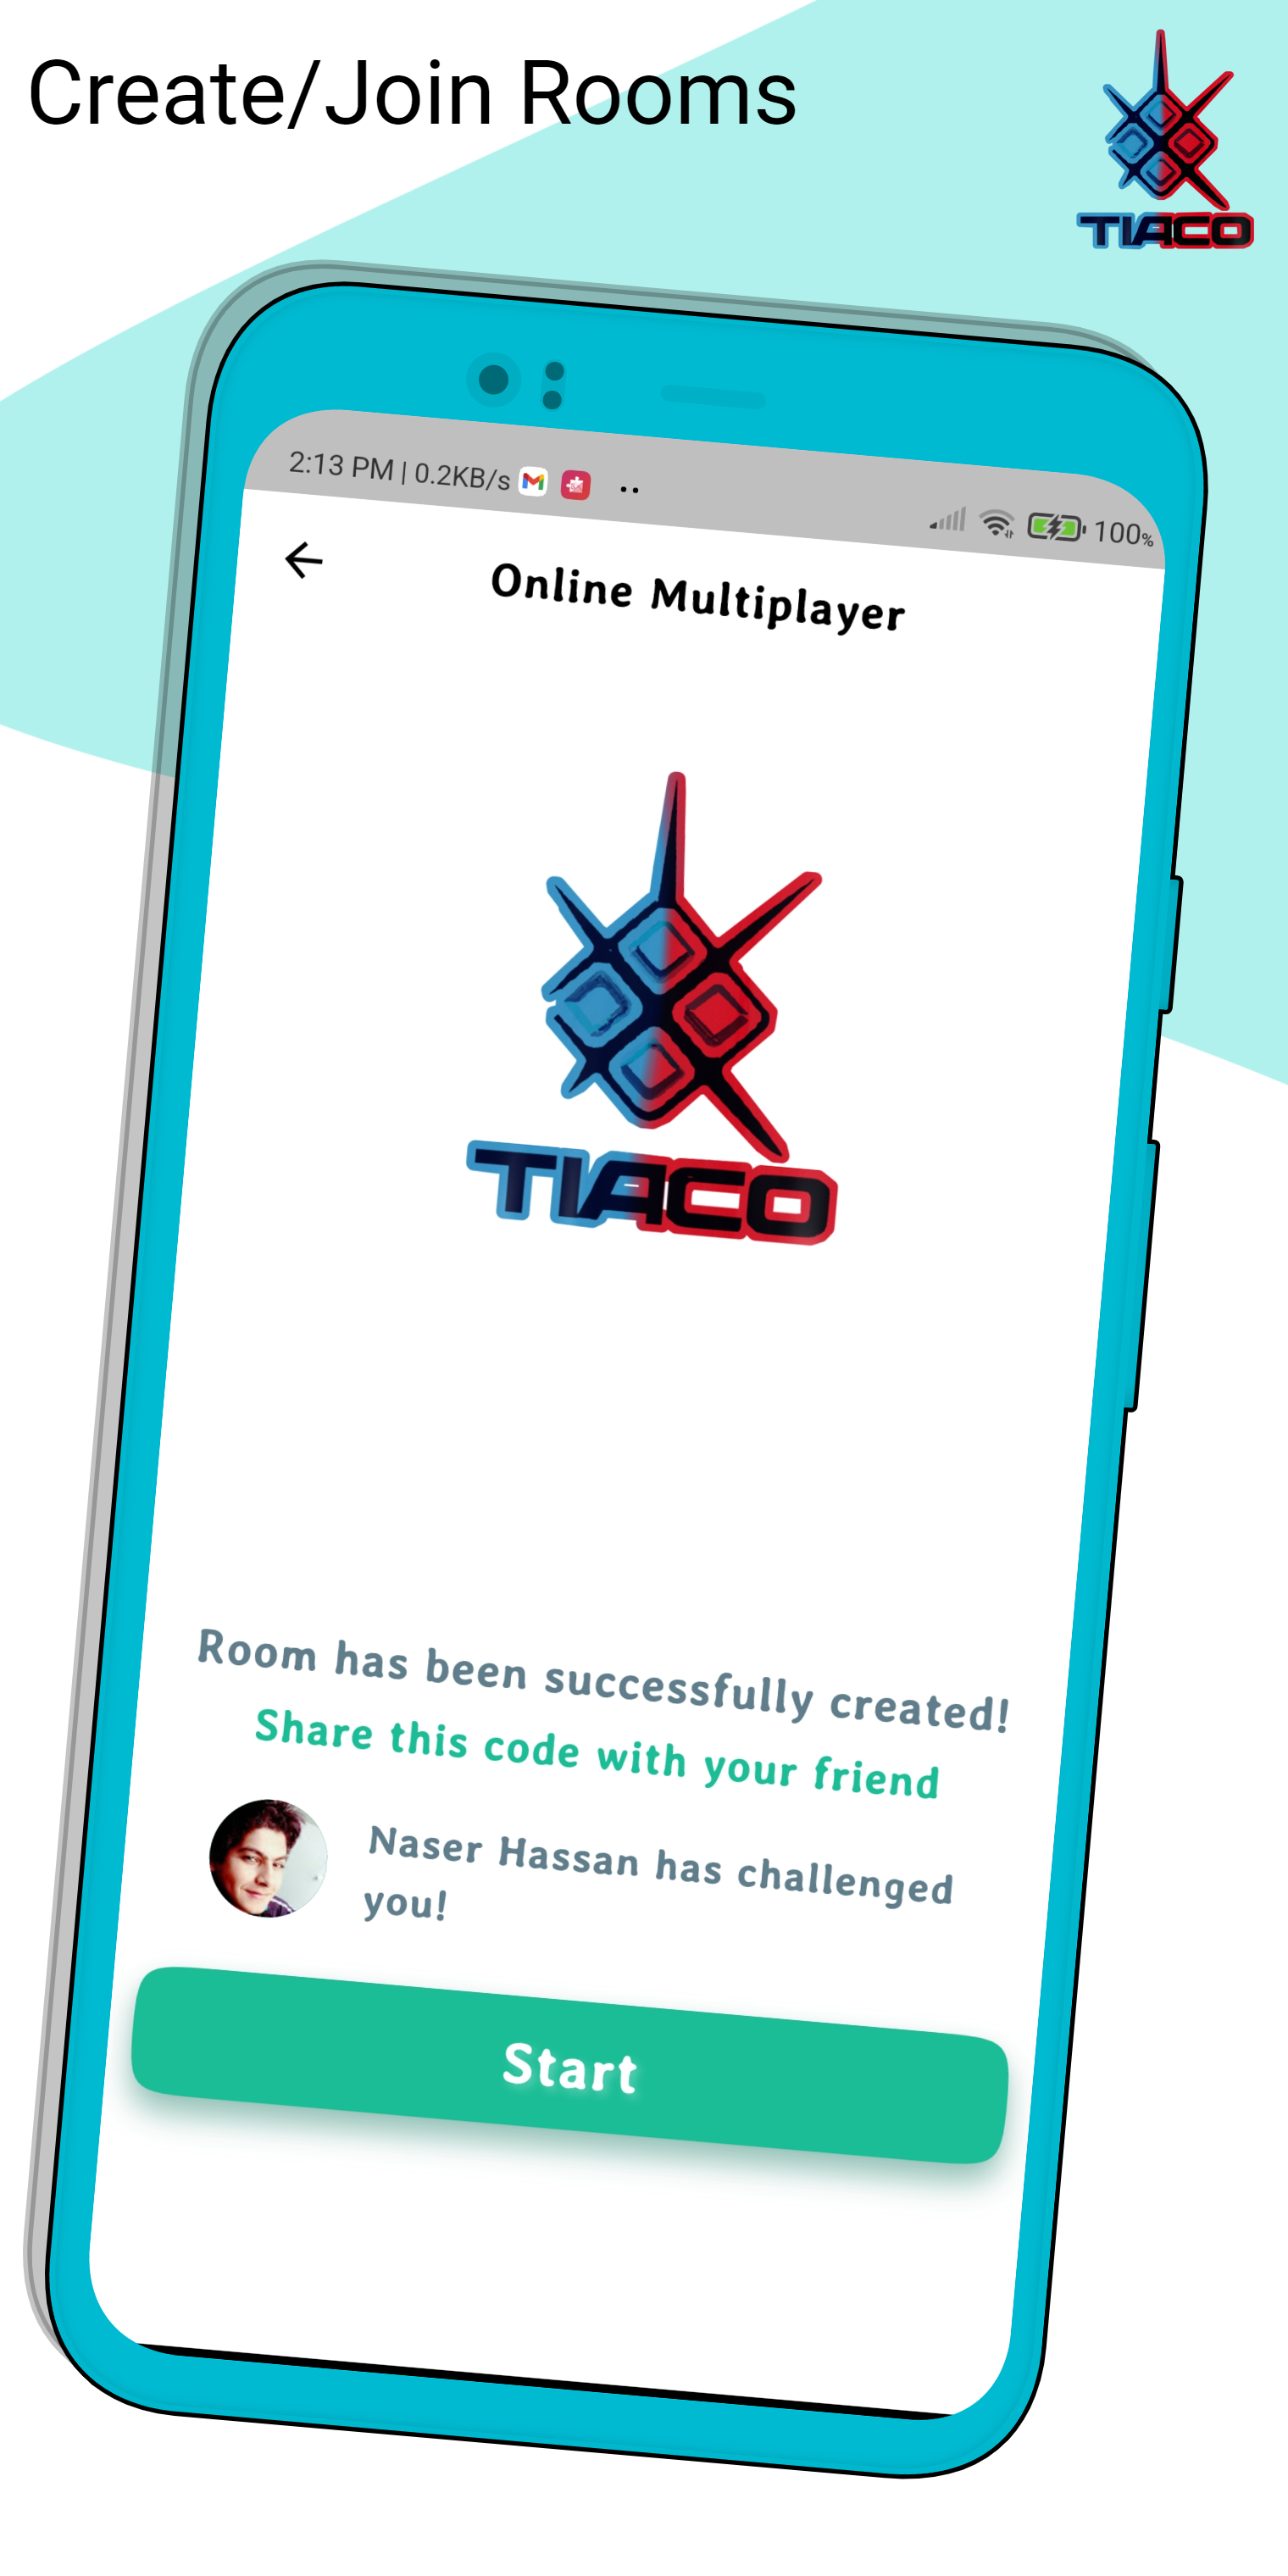 Create/Join Rooms
TIACO
2:13 PM | 0.2KB/s
100%
Online Multiplayer
TIACO
Room has been successfully created!
Share this code with your friend
Naser Hassan has challenged
you!
Start